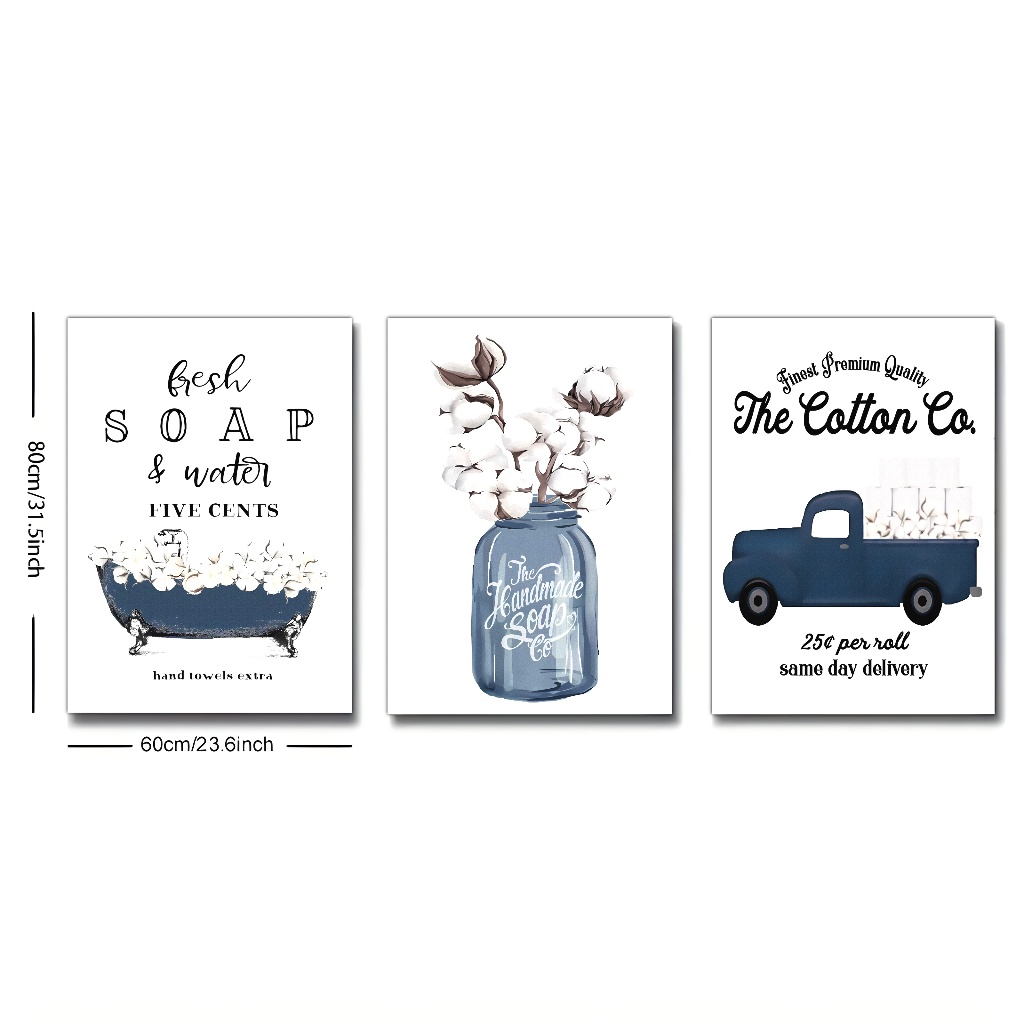 80cm/31.5inch
60cm/23.6inch
fresh
SOAP
& water
FIVE CENTS
hand towels extra
The
Handmade
Soap
Co
Finest Premium Quality
The Cotton Co.
25¢ per roll
same day delivery